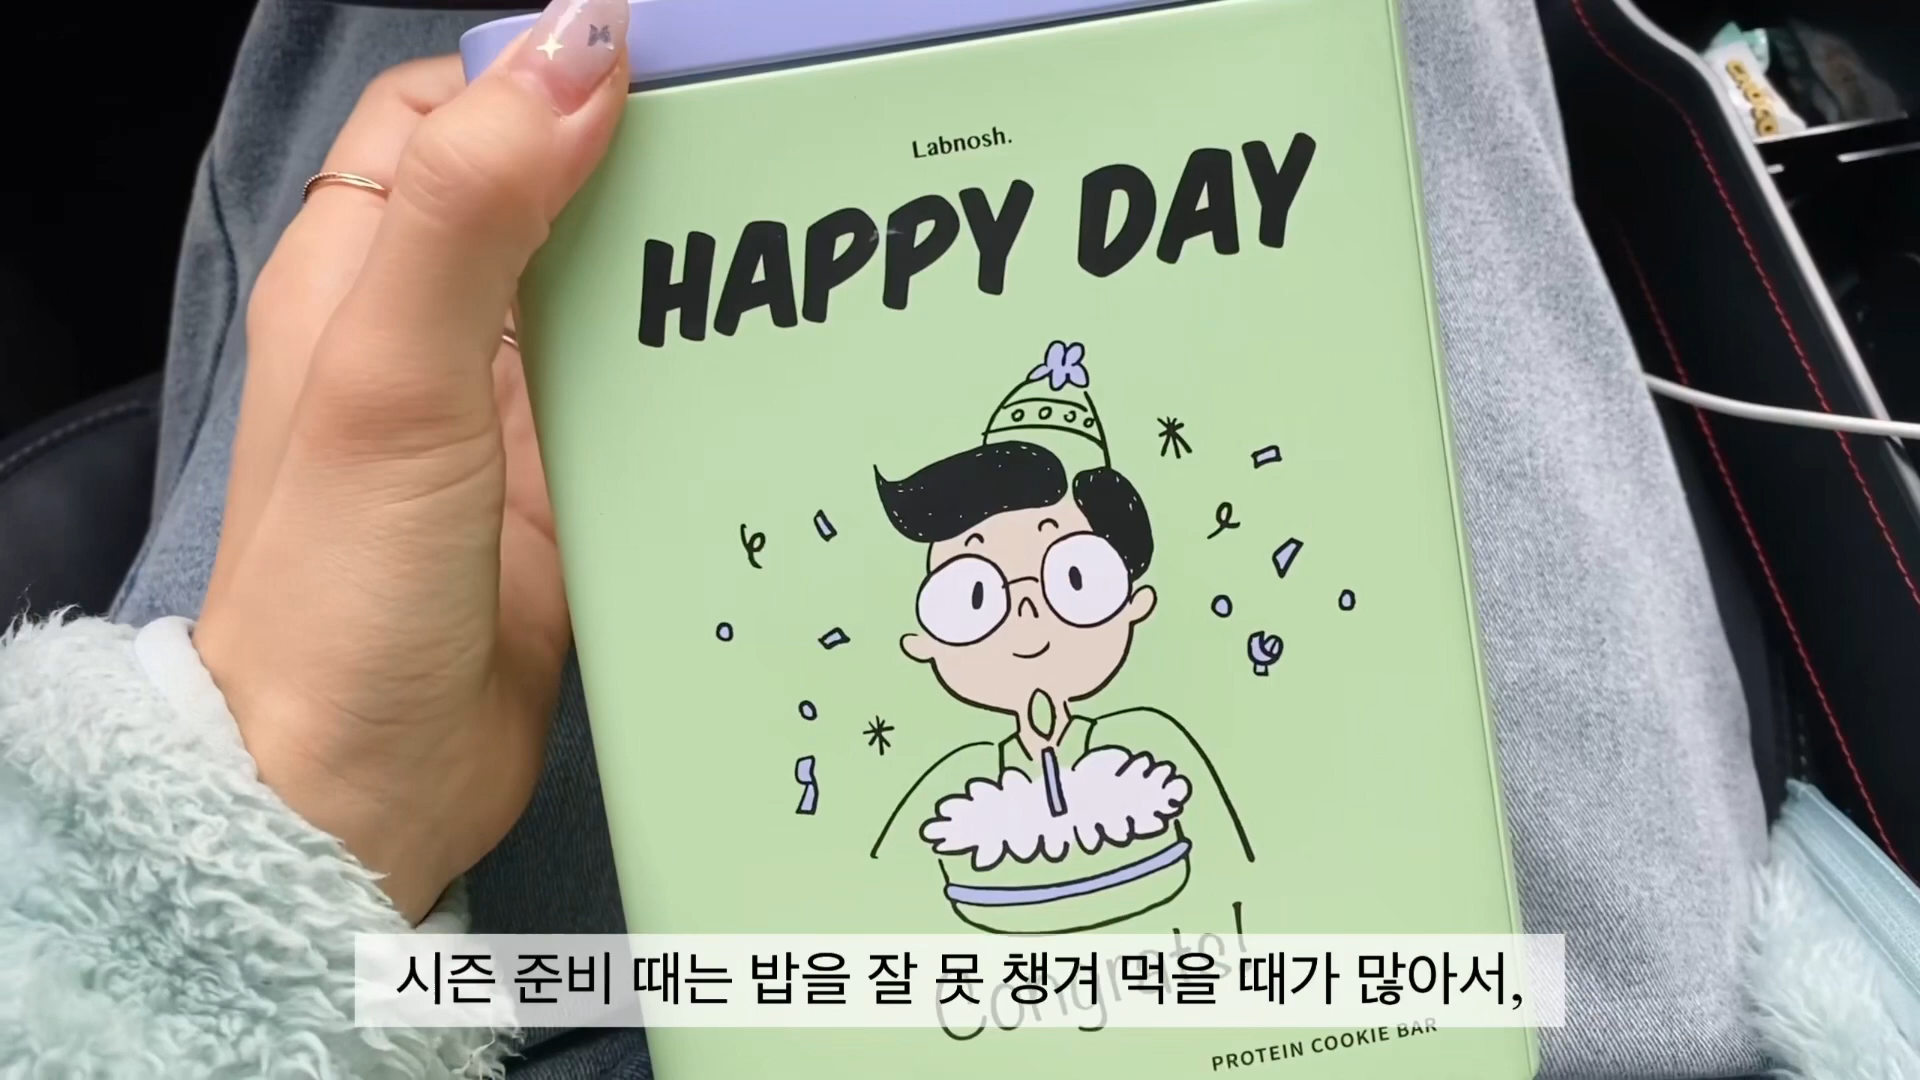 Labnosh.
HAPPY DAY
Congrats!
시즌 준비 때는 밥을 잘 못 챙겨 먹을 때가 많아서,
PROTEIN COOKIE BAR